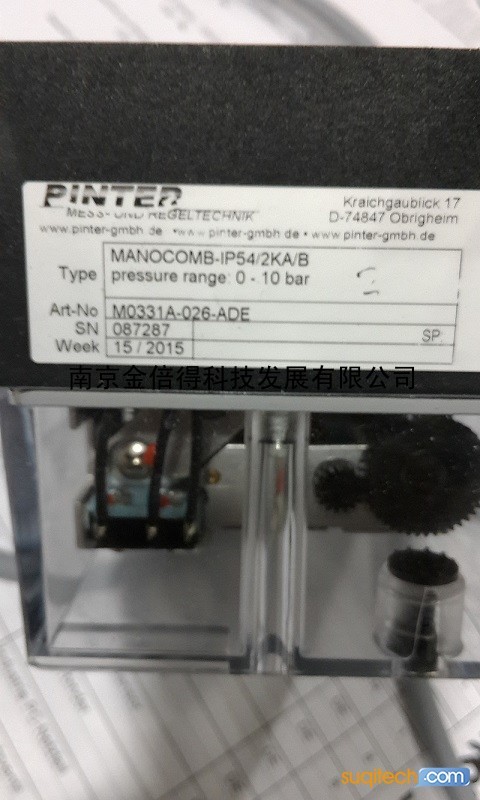 PINTER
MESS- UND REGELTECHNIK
Kraichgaublick 17
D-74847 Obrigheim
www.pinter-gmbh.de • www.pinter-gmbh.de • www.pinter-gmbh.de
Type MANOCOMB-IP54/2KA/B
pressure range: 0 - 10 bar
Art-No M0331A-026-ADE
SN 087287
SP
Week 15 / 2015
南京金倍得科技发展有限公司
suqitech.com